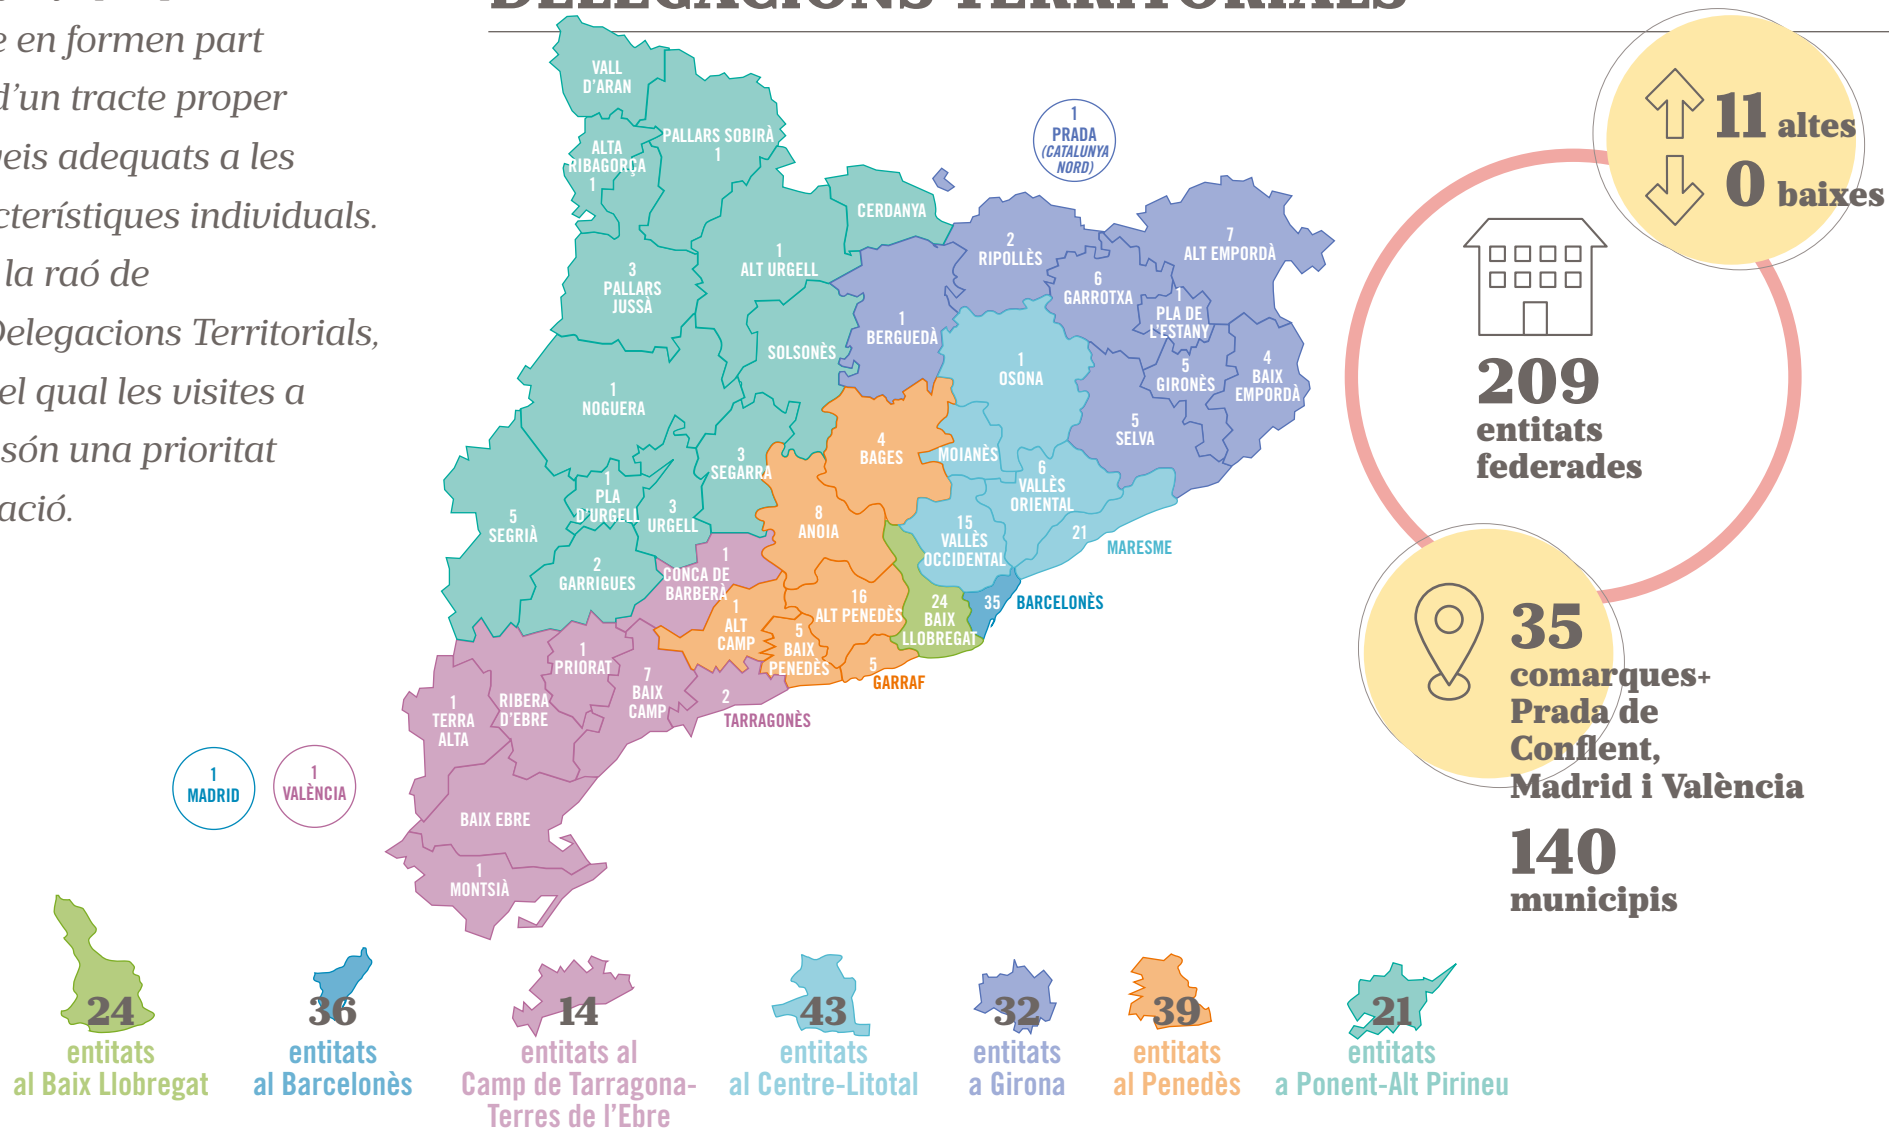 DELEGACIONS TERRITORIALS
e en formen part
d’un tracte proper
veis adequats a les
cterístiques individuals.
la raó de
Delegacions Territorials,
el qual les visites a
són una prioritat
ació.
VALL
D’ARAN
PALLARS SOBIRÀ
1
ALTA
RIBAGORÇA
1
1
PRADA
(CATALUNYA
NORD)
CERDANYA
1
ALT URGELL
3
PALLARS
JUSSÀ
2
RIPOLLÈS
7
ALT EMPORDÀ
6
GARROTXA
1
PLA DE
L’ESTANY
1
BERGUEDÀ
SOLSONÈS
1
OSONA
5
GIRONÈS
4
BAIX
EMPORDÀ
1
NOGUERA
5
SELVA
4
BAGES
MOIANÈS
3
SEGARRA
6
VALLÈS
ORIENTAL
1
PLA
D’URGELL
3
URGELL
5
SEGRIÀ
8
ANOIA
15
VALLÈS
OCCIDENTAL
21
MARESME
2
GARRIGUES
1
CONCA DE
BARBERÀ
1
ALT
CAMP
16
ALT PENEDÈS
24
BAIX
LLOBREGAT
35
BARCELONÈS
5
BAIX
PENEDÈS
5
GARRAF
1
PRIORAT
7
BAIX
CAMP
2
TARRAGONÈS
RIBERA
D’EBRE
1
TERRA
ALTA
1
MADRID
1
VALÈNCIA
BAIX EBRE
1
MONTSIÀ
11 altes
0 baixes
209
entitats
federades
35
comarques+
Prada de
Conflent,
Madrid i València
140
municipis
24
entitats
al Baix Llobregat
36
entitats
al Barcelonès
14
entitats al
Camp de Tarragona-
Terres de l’Ebre
43
entitats
al Centre-Litotal
32
entitats
a Girona
39
entitats
al Penedès
21
entitats
a Ponent-Alt Pirineu